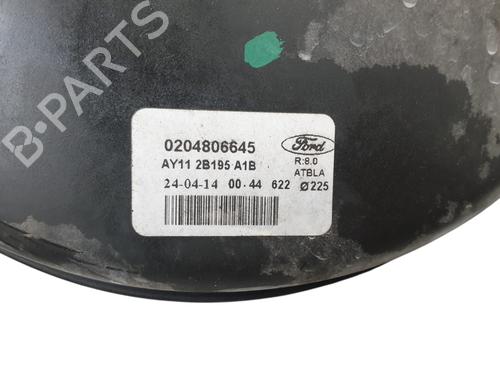 B-PARTS
0204806645
Ford
AY11 2B195 A1B
R:8.0
ATBLA
24-04-14 00:44 622 Ø225